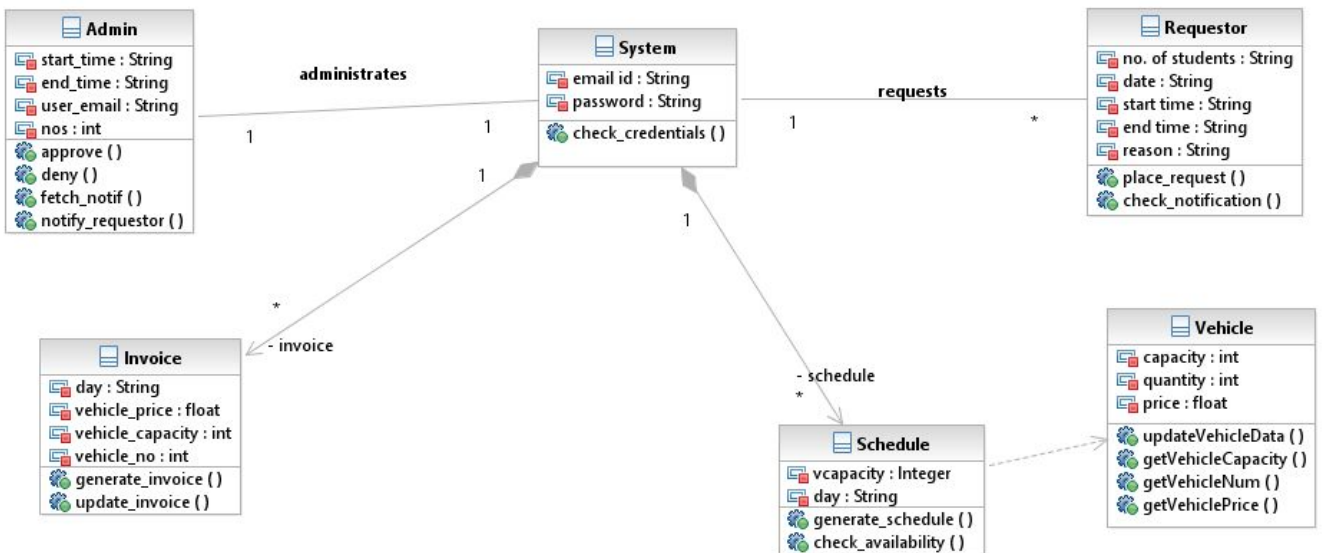 Admin
start_time : String
end_time : String
user_email : String
nos : int
approve ( )
deny ( )
fetch_notif ( )
notify_requestor ( )
administrates
1
1
System
email id : String
password : String
check_credentials ( )
requests
1
*
Requestor
no. of students : String
date : String
start time : String
end time : String
reason : String
place_request ( )
check_notification ( )
1
*
- invoice
1
- schedule
*
Invoice
day : String
vehicle_price : float
vehicle_capacity : int
vehicle_no : int
generate_invoice ( )
update_invoice ( )
Schedule
vcapacity : Integer
day : String
generate_schedule ( )
check_availability ( )
Vehicle
capacity : int
quantity : int
price : float
updateVehicleData ( )
getVehicleCapacity ( )
getVehicleNum ( )
getVehiclePrice ( )